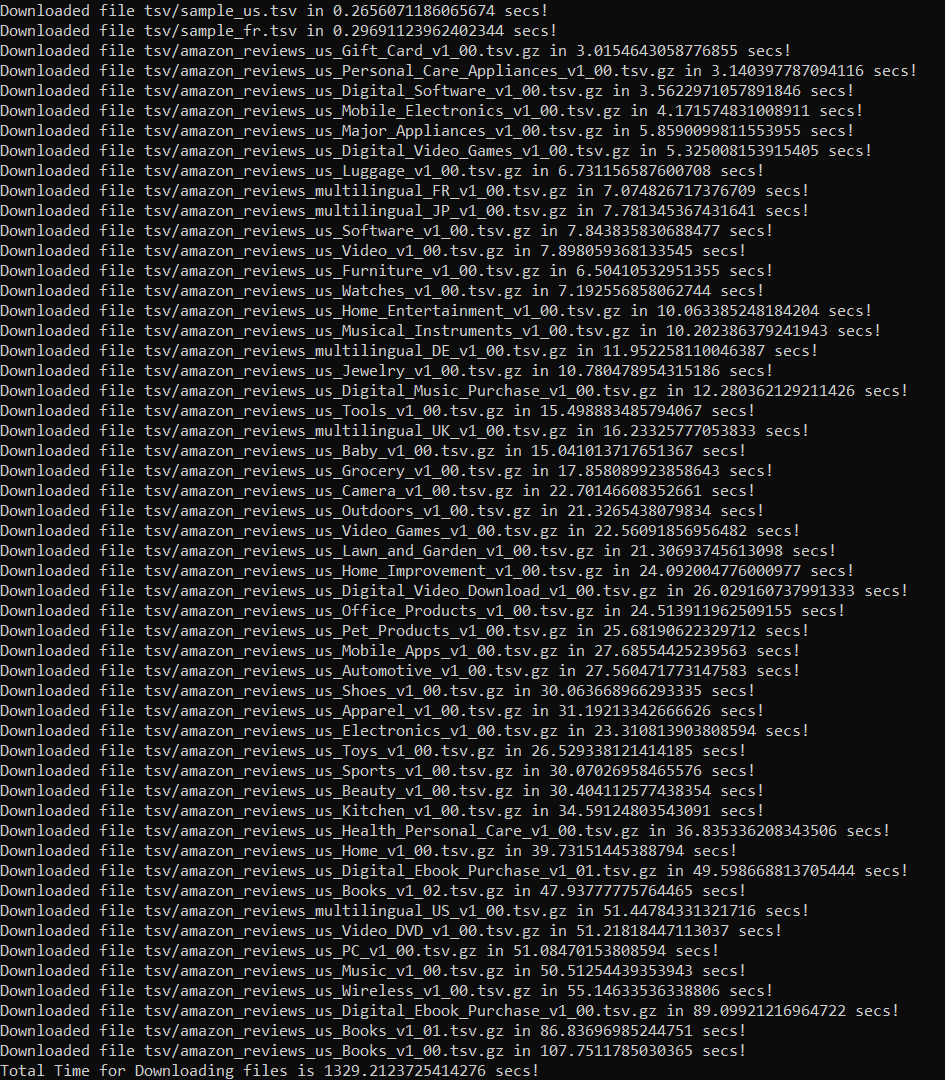 Downloaded file tsv/sample_us.tsv in 0.2656071186065674 secs!
Downloaded file tsv/sample_fr.tsv in 0.29691123962402344 secs!
Downloaded file tsv/amazon_reviews_us_Gift_Card_v1_00.tsv.gz in 3.0154643058776855 secs!
Downloaded file tsv/amazon_reviews_us_Personal_Care_Appliances_v1_00.tsv.gz in 3.140397787094116 secs!
Downloaded file tsv/amazon_reviews_us_Digital_Software_v1_00.tsv.gz in 3.5622971057891846 secs!
Downloaded file tsv/amazon_reviews_us_Mobile_Electronics_v1_00.tsv.gz in 4.171574831008911 secs!
Downloaded file tsv/amazon_reviews_us_Major_Appliances_v1_00.tsv.gz in 5.8590099811553955 secs!
Downloaded file tsv/amazon_reviews_us_Digital_Video_Games_v1_00.tsv.gz in 5.325008153915405 secs!
Downloaded file tsv/amazon_reviews_us_Luggage_v1_00.tsv.gz in 6.731156587600708 secs!
Downloaded file tsv/amazon_reviews_multilingual_FR_v1_00.tsv.gz in 7.074826717376709 secs!
Downloaded file tsv/amazon_reviews_multilingual_JP_v1_00.tsv.gz in 7.781345367431641 secs!
Downloaded file tsv/amazon_reviews_us_Software_v1_00.tsv.gz in 7.843835830688477 secs!
Downloaded file tsv/amazon_reviews_us_Video_v1_00.tsv.gz in 7.898059368133545 secs!
Downloaded file tsv/amazon_reviews_us_Furniture_v1_00.tsv.gz in 6.50410532951355 secs!
Downloaded file tsv/amazon_reviews_us_Watches_v1_00.tsv.gz in 7.192556858062744 secs!
Downloaded file tsv/amazon_reviews_us_Home_Entertainment_v1_00.tsv.gz in 10.063385248184204 secs!
Downloaded file tsv/amazon_reviews_us_Musical_Instruments_v1_00.tsv.gz in 10.202386379241943 secs!
Downloaded file tsv/amazon_reviews_multilingual_DE_v1_00.tsv.gz in 11.952258110046387 secs!
Downloaded file tsv/amazon_reviews_us_Jewelry_v1_00.tsv.gz in 10.780478954315186 secs!
Downloaded file tsv/amazon_reviews_us_Digital_Music_Purchase_v1_00.tsv.gz in 12.280362129211426 secs!
Downloaded file tsv/amazon_reviews_us_Tools_v1_00.tsv.gz in 15.498883485794067 secs!
Downloaded file tsv/amazon_reviews_multilingual_UK_v1_00.tsv.gz in 16.23325777053833 secs!
Downloaded file tsv/amazon_reviews_us_Baby_v1_00.tsv.gz in 15.041013717651367 secs!
Downloaded file tsv/amazon_reviews_us_Grocery_v1_00.tsv.gz in 17.858089923858643 secs!
Downloaded file tsv/amazon_reviews_us_Camera_v1_00.tsv.gz in 22.70146608352661 secs!
Downloaded file tsv/amazon_reviews_us_Outdoors_v1_00.tsv.gz in 21.3265438079834 secs!
Downloaded file tsv/amazon_reviews_us_Video_Games_v1_00.tsv.gz in 22.56091856956482 secs!
Downloaded file tsv/amazon_reviews_us_Lawn_and_Garden_v1_00.tsv.gz in 21.30693745613098 secs!
Downloaded file tsv/amazon_reviews_us_Home_Improvement_v1_00.tsv.gz in 24.092004776000977 secs!
Downloaded file tsv/amazon_reviews_us_Digital_Video_Download_v1_00.tsv.gz in 26.029160737991333 secs!
Downloaded file tsv/amazon_reviews_us_Office_Products_v1_00.tsv.gz in 24.513911962509155 secs!
Downloaded file tsv/amazon_reviews_us_Pet_Products_v1_00.tsv.gz in 25.68190622329712 secs!
Downloaded file tsv/amazon_reviews_us_Mobile_Apps_v1_00.tsv.gz in 27.68554425239563 secs!
Downloaded file tsv/amazon_reviews_us_Automotive_v1_00.tsv.gz in 27.560471773147583 secs!
Downloaded file tsv/amazon_reviews_us_Shoes_v1_00.tsv.gz in 30.063668966293335 secs!
Downloaded file tsv/amazon_reviews_us_Apparel_v1_00.tsv.gz in 31.19213342666626 secs!
Downloaded file tsv/amazon_reviews_us_Electronics_v1_00.tsv.gz in 23.310813903808594 secs!
Downloaded file tsv/amazon_reviews_us_Toys_v1_00.tsv.gz in 26.529338121414185 secs!
Downloaded file tsv/amazon_reviews_us_Sports_v1_00.tsv.gz in 30.07026958465576 secs!
Downloaded file tsv/amazon_reviews_us_Beauty_v1_00.tsv.gz in 30.404112577438354 secs!
Downloaded file tsv/amazon_reviews_us_Kitchen_v1_00.tsv.gz in 34.59124803543091 secs!
Downloaded file tsv/amazon_reviews_us_Health_Personal_Care_v1_00.tsv.gz in 36.835336208343506 secs!
Downloaded file tsv/amazon_reviews_us_Home_v1_00.tsv.gz in 39.73151445388794 secs!
Downloaded file tsv/amazon_reviews_us_Digital_Ebook_Purchase_v1_01.tsv.gz in 49.598668813705444 secs!
Downloaded file tsv/amazon_reviews_us_Books_v1_02.tsv.gz in 47.93777775764465 secs!
Downloaded file tsv/amazon_reviews_multilingual_US_v1_00.tsv.gz in 51.44784331321716 secs!
Downloaded file tsv/amazon_reviews_us_Video_DVD_v1_00.tsv.gz in 51.21818447113037 secs!
Downloaded file tsv/amazon_reviews_us_PC_v1_00.tsv.gz in 51.08470153808594 secs!
Downloaded file tsv/amazon_reviews_us_Music_v1_00.tsv.gz in 50.51254439353943 secs!
Downloaded file tsv/amazon_reviews_us_Wireless_v1_00.tsv.gz in 55.14633536338806 secs!
Downloaded file tsv/amazon_reviews_us_Digital_Ebook_Purchase_v1_00.tsv.gz in 89.09921216964722 secs!
Downloaded file tsv/amazon_reviews_us_Books_v1_01.tsv.gz in 86.83696985244751 secs!
Downloaded file tsv/amazon_reviews_us_Books_v1_00.tsv.gz in 107.7511785030365 secs!
Total Time for Downloading files is 1329.2123725414276 secs!